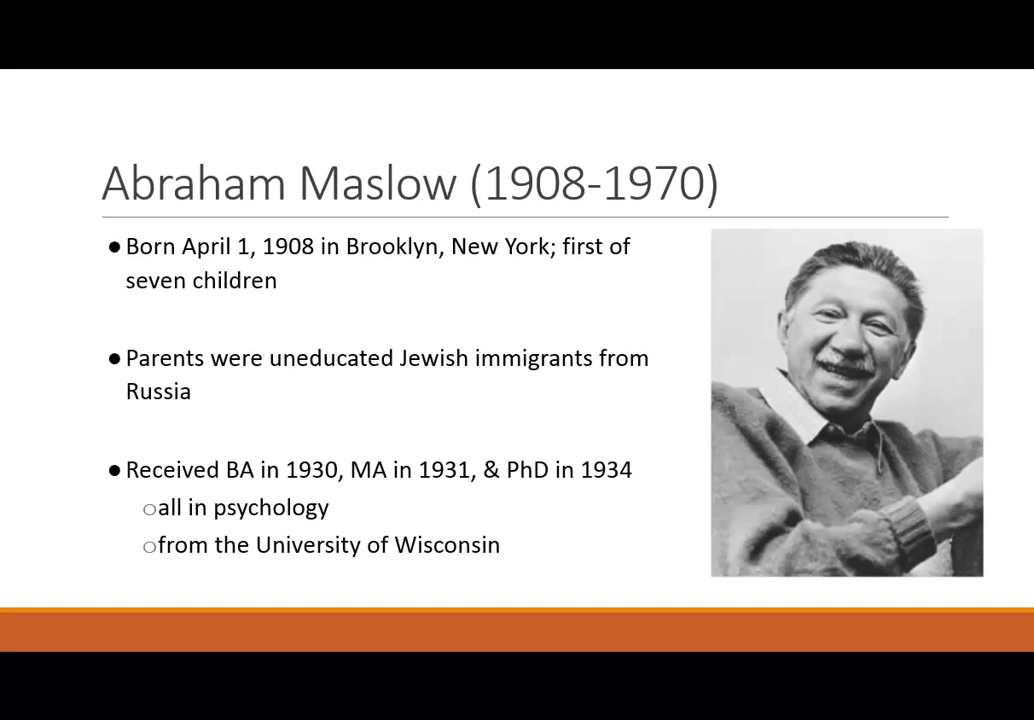 Abraham Maslow (1908-1970)
●Born April 1, 1908 in Brooklyn, New York; first of
seven children
●Parents were uneducated Jewish immigrants from
Russia
●Received BA in 1930, MA in 1931, & PhD in 1934
○all in psychology
○from the University of Wisconsin